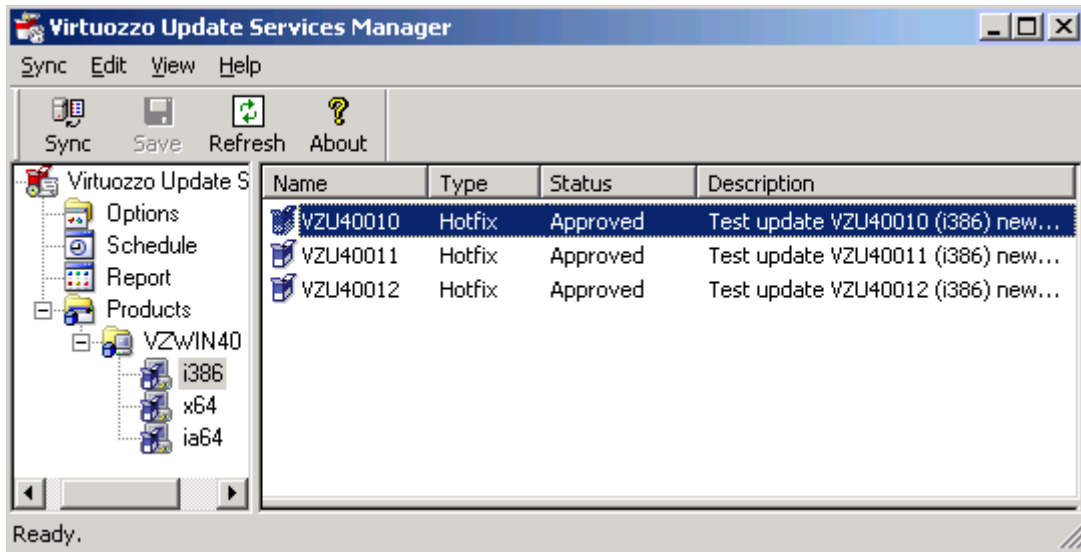 Virtuozzo Update Services Manager
Sync Edit View Help
Sync Save Refresh About
Virtuozzo Update S
Options
Schedule
Report
Products
VZWIN40
i386
x64
ia64
Name Type Status Description
VZU40010 Hotfix Approved Test update VZU40010 (i386) new...
VZU40011 Hotfix Approved Test update VZU40011 (i386) new...
VZU40012 Hotfix Approved Test update VZU40012 (i386) new...
Ready.